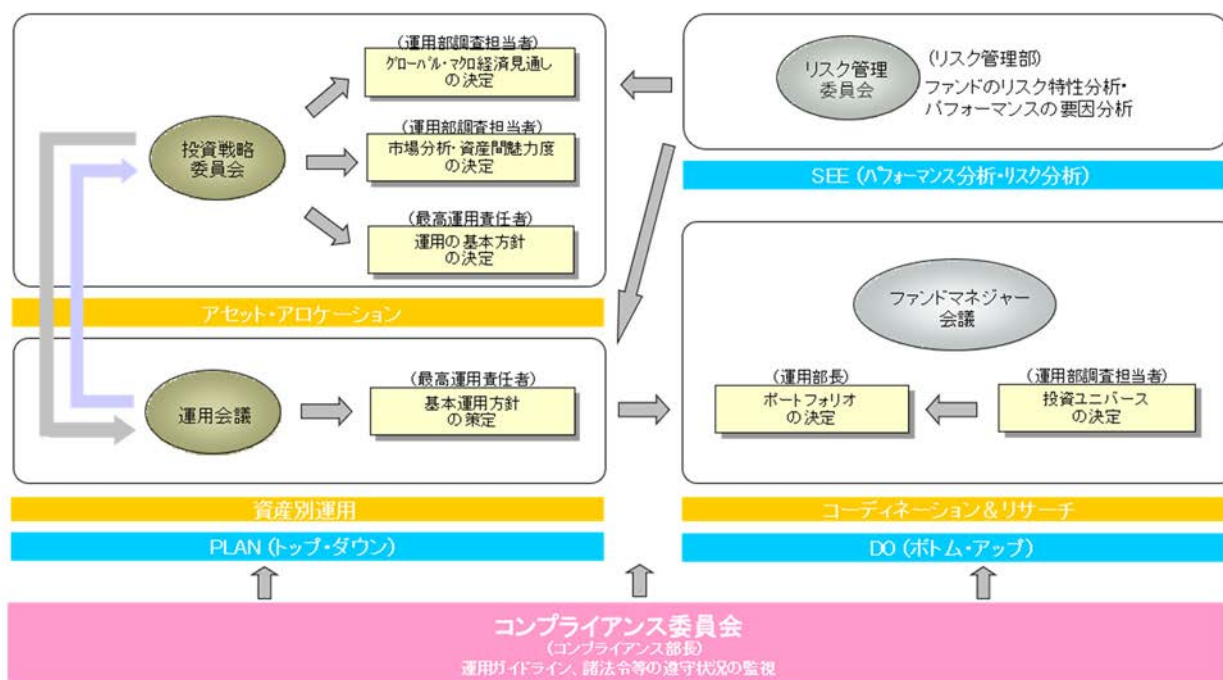 (運用部調査担当者)
グローバル・マクロ経済見通し
の決定
投資戦略
委員会
(運用部調査担当者)
市場分析・資産間魅力度
の決定
(最高運用責任者)
運用の基本方針
の決定
アセット・アロケーション
リスク管理
委員会
(リスク管理部)
ファンドのリスク特性分析・
パフォーマンスの要因分析
SEE (パフォーマンス分析・リスク分析)
運用会議
(最高運用責任者)
基本運用方針
の策定
資産別運用
PLAN (トップ・ダウン)
ファンドマネジャー
会議
(運用部長)
ポートフォリオ
の決定
(運用部調査担当者)
投資ユニバース
の決定
コーディネーション&リサーチ
DO (ボトム・アップ)
コンプライアンス委員会
(コンプライアンス部長)
運用ガイドライン、諸法令等の遵守状況の監視